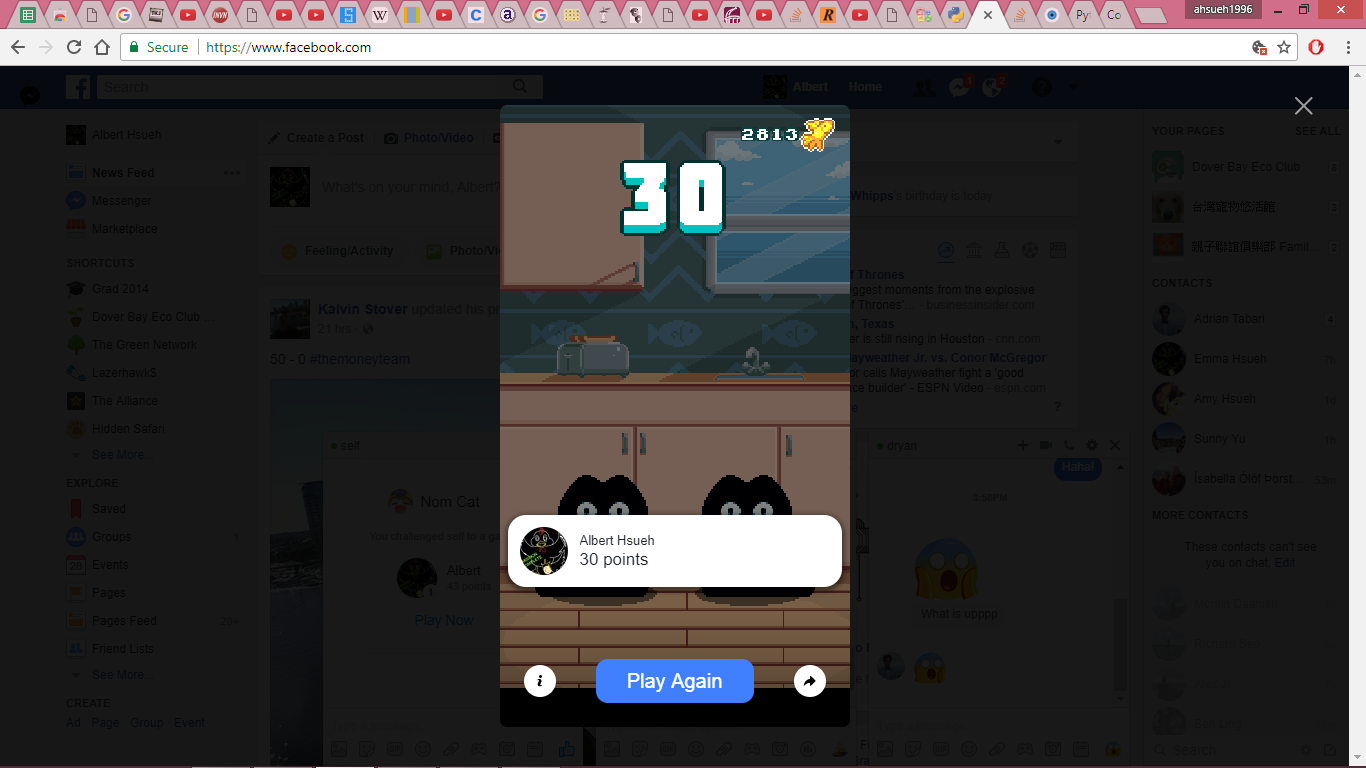 ahsueh1996
Secure
https://www.facebook.com
Search
Albert
Home
1
2
Albert Hsueh
News Feed
Messenger
Marketplace
SHORTCUTS
Grad 2014
Dover Bay Eco Club
The Green Network
Lazerhawk$
The Alliance
Hidden Safari
See More...
EXPLORE
Saved
Groups
1
Events
28
Pages
Pages Feed
20+
Friend Lists
See More...
CREATE
Ad · Page · Group · Event
Create a Post
Photo/Video
What's on your mind, Albert?
Feeling/Activity
Kalvin Stover updated his
21 hrs
50 - 0 #themoneyteam
self
Nom Cat
You challenged self to a
Albert
43 points
Play Now
2813
30
Albert Hsueh
30 points
Play Again
Whipps's birthday is today
of Thrones
ggest moments from the explosive
of Thrones'... · businessinsider.com
n, Texas
er is still rising in Houston · cnn.com
ayweather Jr. vs. Conor McGregor
or calls Mayweather fight a 'good
ce builder' - ESPN Video · espn.com
dryan
Haha!
3:56PM
What is upppp
YOUR PAGES
SEE ALL
Dover Bay Eco Club
台灣寵物悠活館
3
親子聯誼俱樂部 Famil...
2
CONTACTS
Adrian Tabari
Emma Hsueh
Amy Hsueh
Sunny Yu
MORE CONTACTS
These contacts can't see
you on chat. Edit
Search